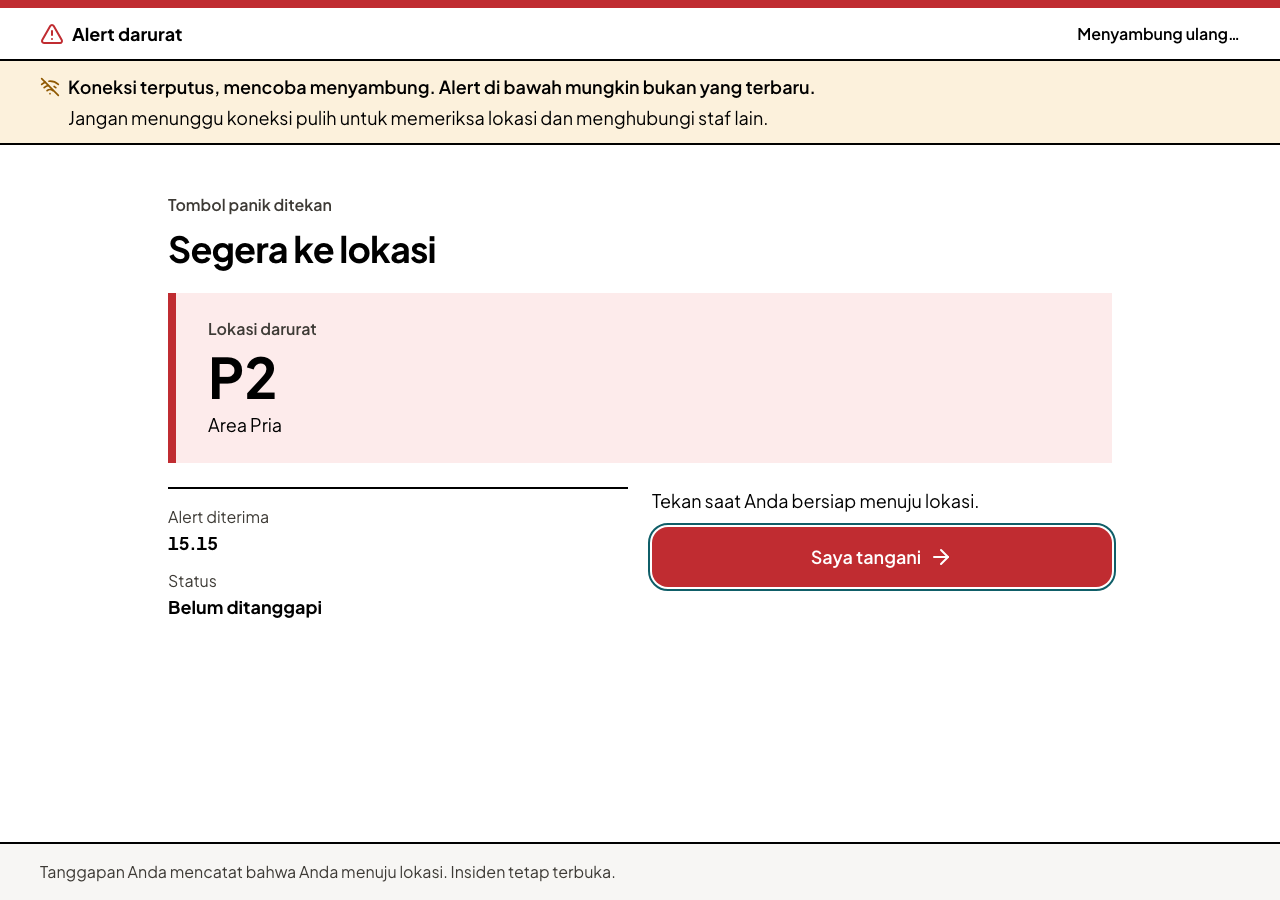 Alert darurat
Menyambung ulang…
Koneksi terputus, mencoba menyambung. Alert di bawah mungkin bukan yang terbaru.
Jangan menunggu koneksi pulih untuk memeriksa lokasi dan menghubungi staf lain.
Tombol panik ditekan
Segera ke lokasi
Lokasi darurat
P2
Area Pria
Alert diterima
15.15
Status
Belum ditanggapi
Tekan saat Anda bersiap menuju lokasi.
Saya tangani
Tanggapan Anda mencatat bahwa Anda menuju lokasi. Insiden tetap terbuka.